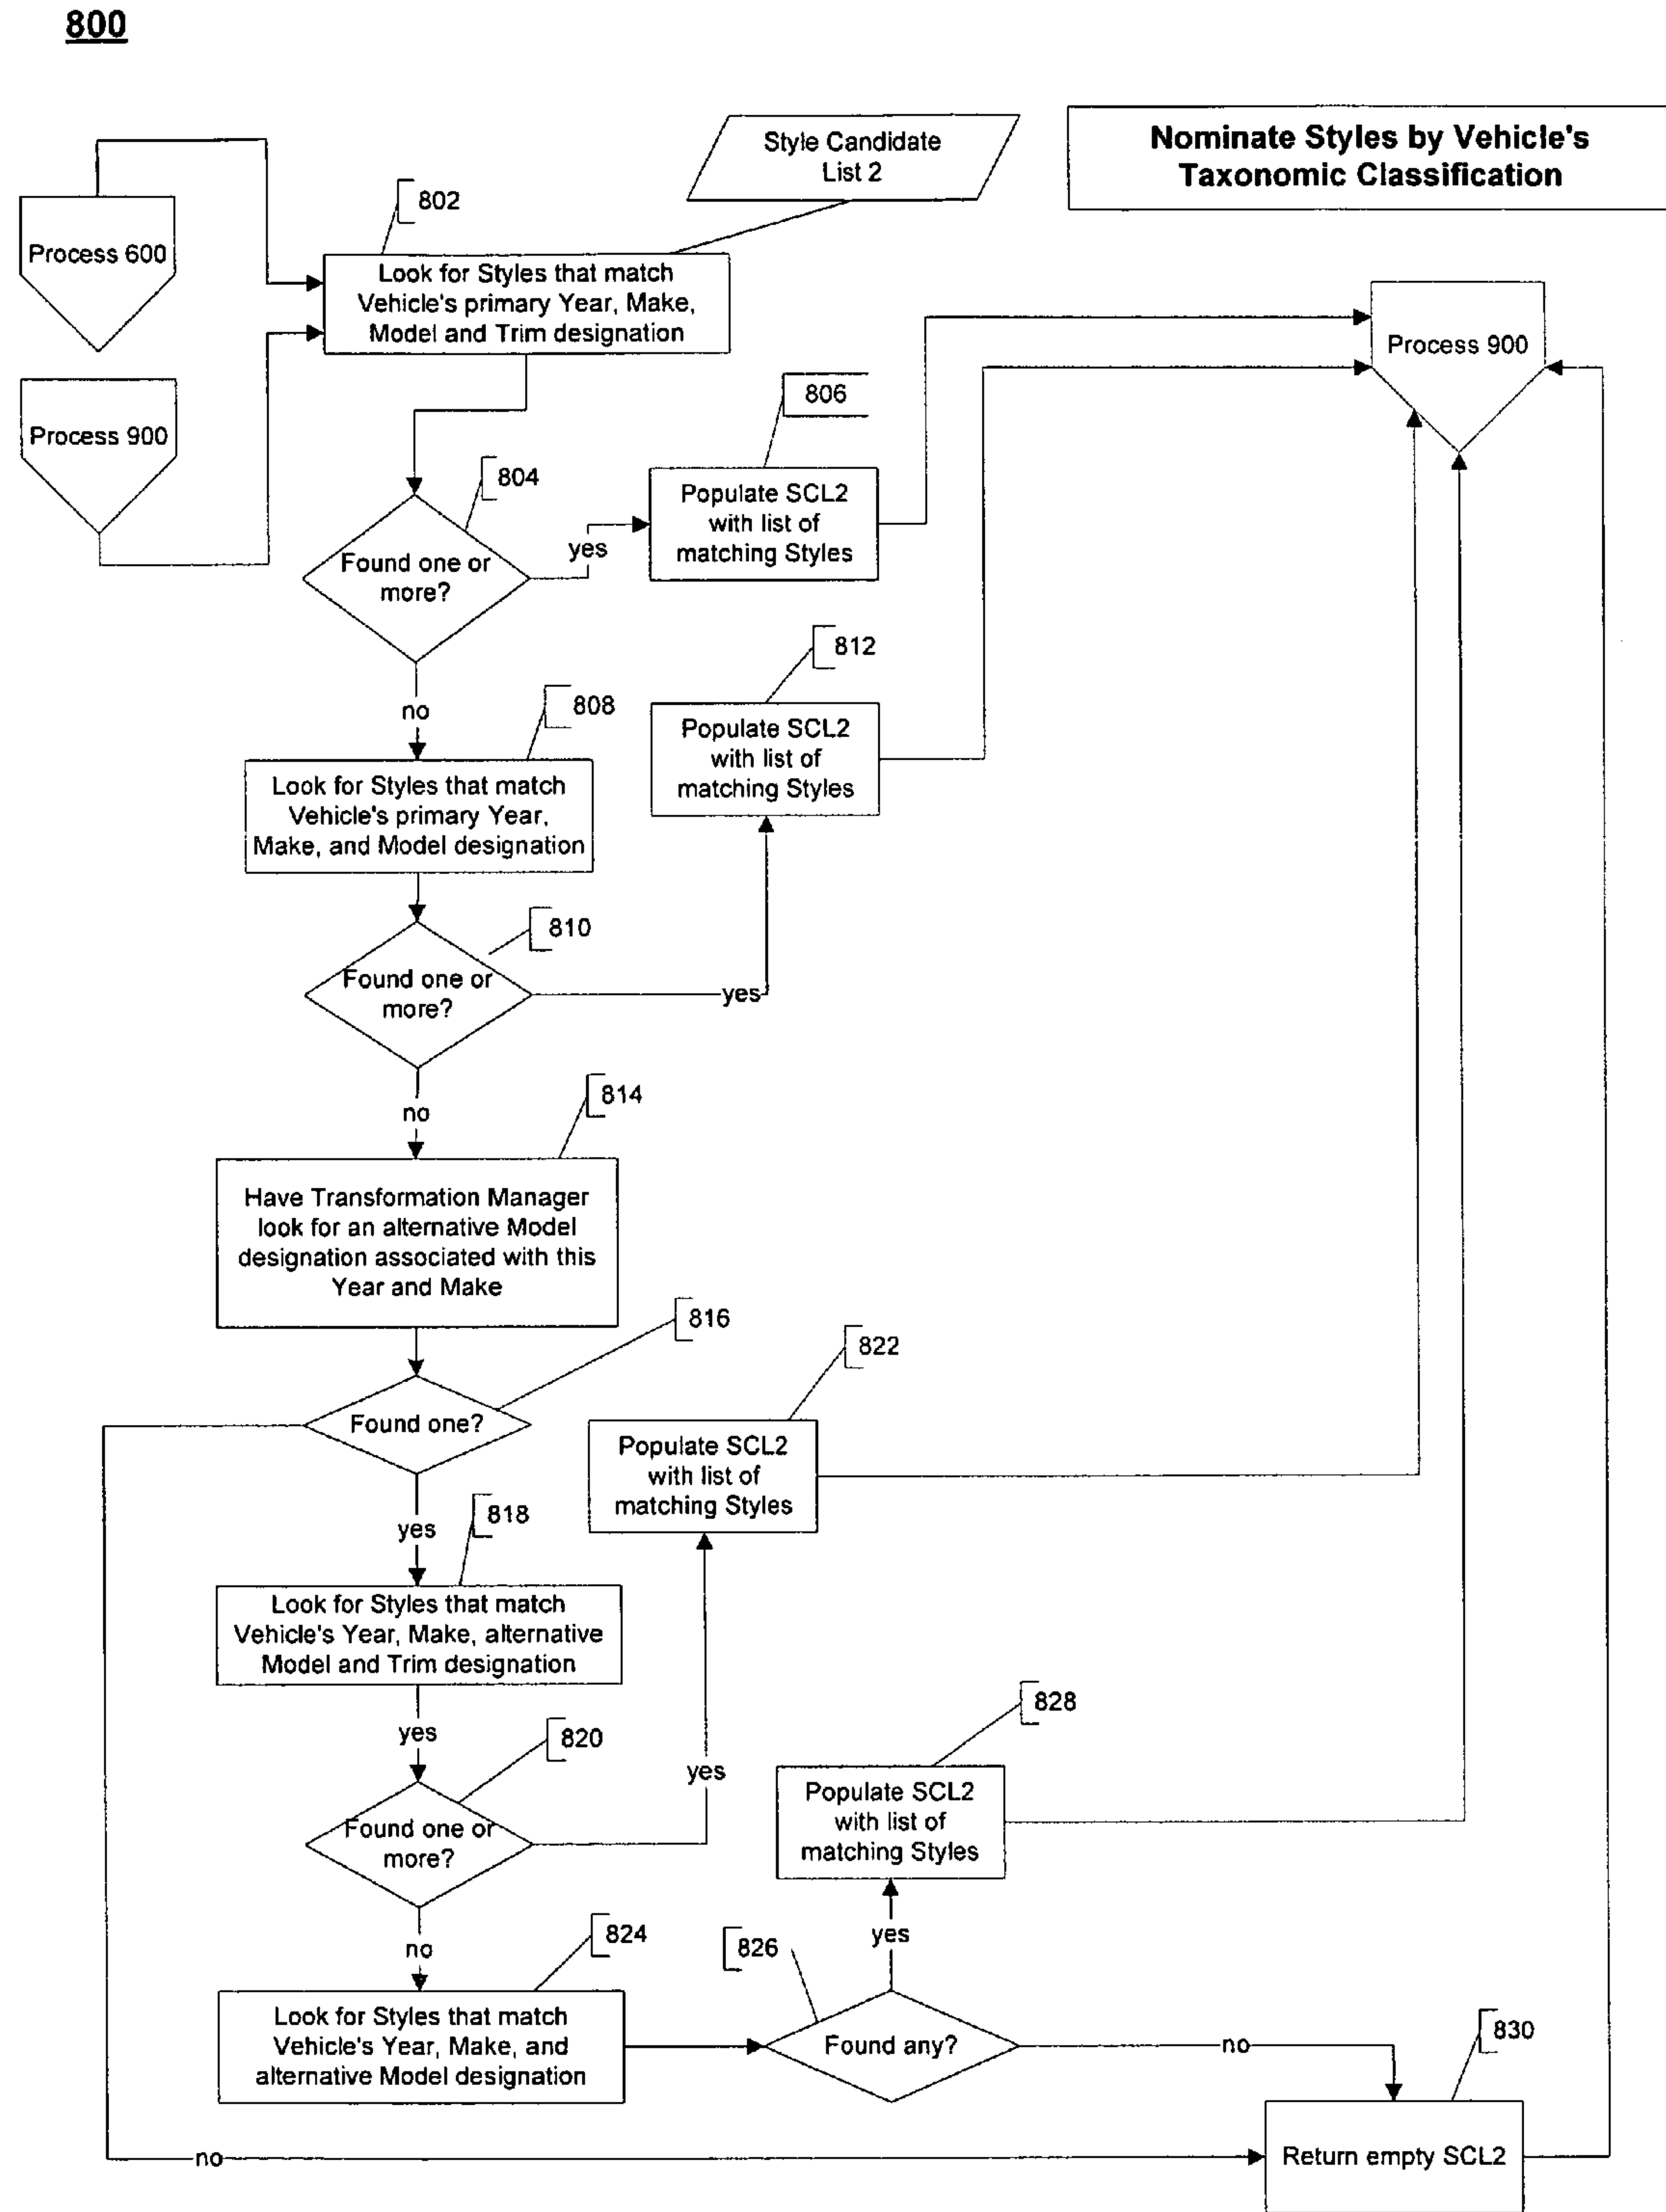 800
Style Candidate
List 2
Nominate Styles by Vehicle's
Taxonomic Classification
802
Process 600
Look for Styles that match
Vehicle's primary Year, Make,
Model and Trim designation
Process 900
Process 900
806
804
Populate SCL2
with list of
matching Styles
yes
Found one or
more?
812
no
808
Populate SCL2
with list of
matching Styles
Look for Styles that match
Vehicle's primary Year,
Make, and Model designation
810
Found one or
more?
yes
no
814
Have Transformation Manager
look for an alternative Model
designation associated with this
Year and Make
816
822
Found one?
Populate SCL2
with list of
matching Styles
yes
818
Look for Styles that match
Vehicle's Year, Make, alternative
Model and Trim designation
828
yes
820
yes
Populate SCL2
with list of
matching Styles
Found one or
more?
no
824
826
yes
Look for Styles that match
Vehicle's Year, Make, and
alternative Model designation
Found any?
no
830
no
Return empty SCL2